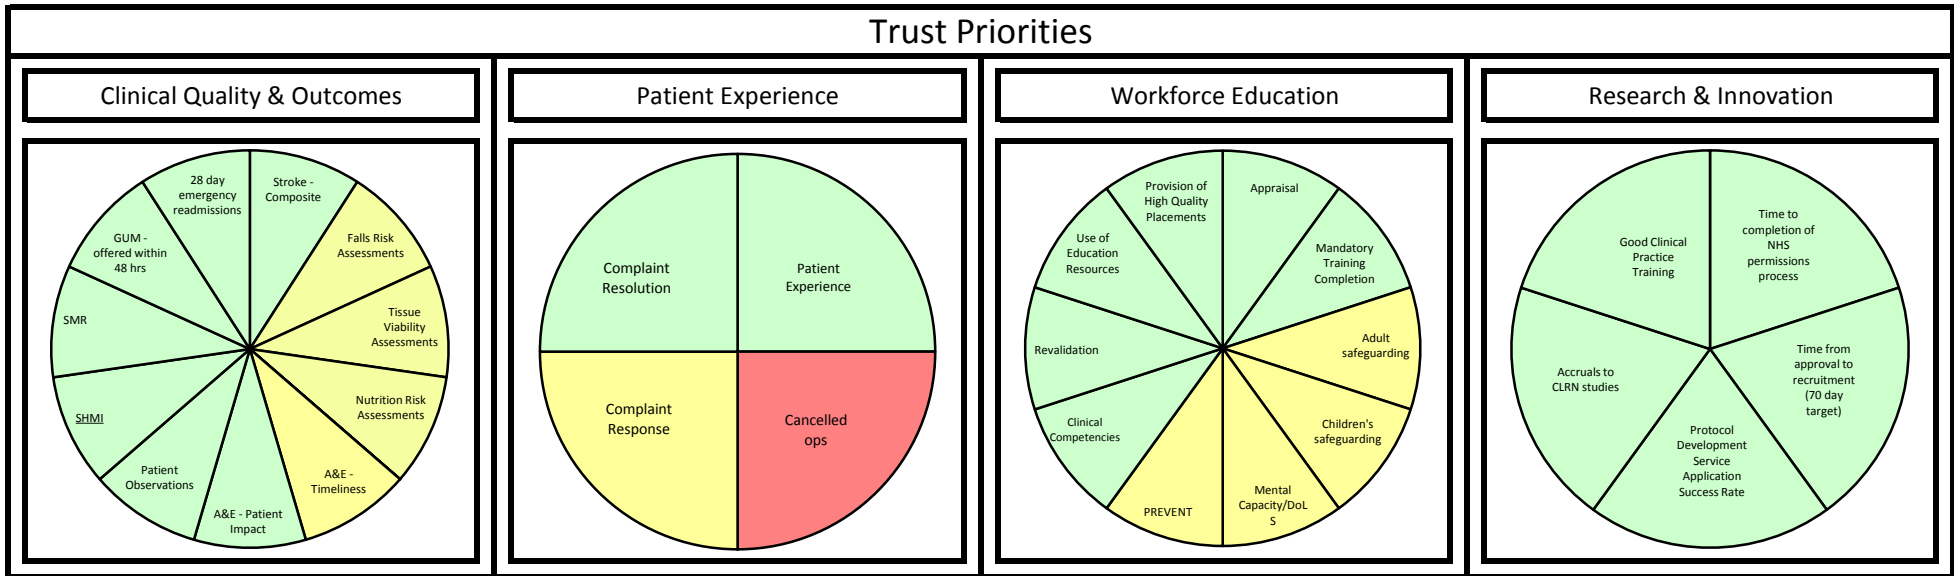 Trust Priorities
Clinical Quality & Outcomes
28 day
emergency
readmissions
Stroke -
Composite
Falls Risk
Assessments
Tissue
Viability
Assessments
Nutrition Risk
Assessments
A&E -
Timeliness
A&E - Patient
Impact
Patient
Observations
SHMI
SMR
GUM -
offered within
48 hrs
Patient Experience
Complaint
Resolution
Patient
Experience
Complaint
Response
Cancelled
ops
Workforce Education
Provision of
High Quality
Placements
Appraisal
Mandatory
Training
Completion
Adult
safeguarding
Children's
safeguarding
Mental
Capacity/DoL
S
PREVENT
Clinical
Competencies
Revalidation
Use of
Education
Resources
Research & Innovation
Good Clinical
Practice
Training
Time to
completion of
NHS
permissions
process
Time from
approval to
recruitment
(70 day
target)
Protocol
Development
Service
Application
Success Rate
Accruals to
CLRN studies